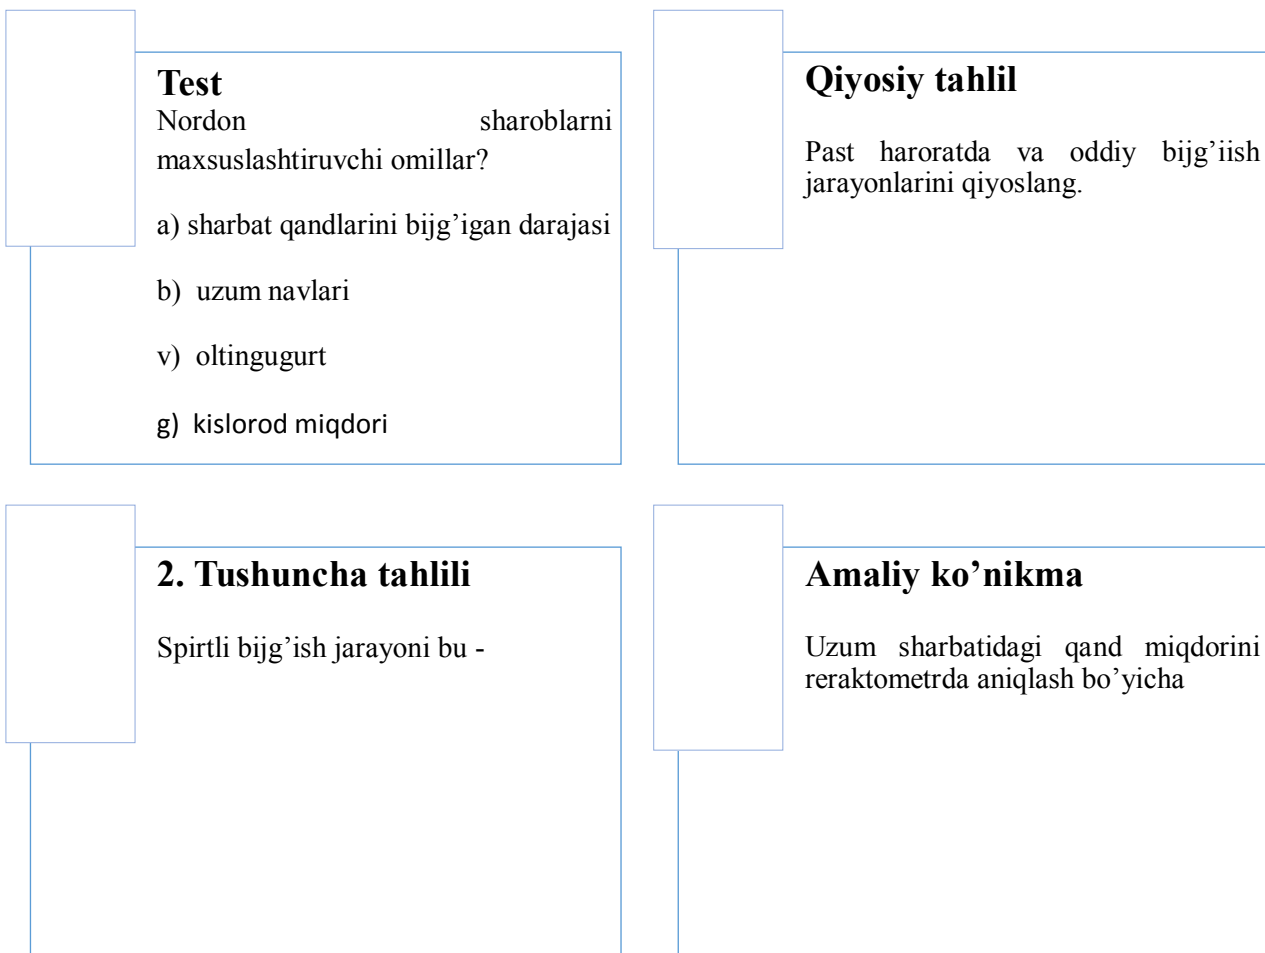 Test
Nordon sharoblarni
maxsuslashtiruvchi omillar?
a) sharbat qandlarini bijg’igan darajasi
b) uzum navlari
v) oltingugurt
g) kislorod miqdori
Qiyosiy tahlil
Past haroratda va oddiy bijg’iish
jarayonlarini qiyoslang.
2. Tushuncha tahlili
Spirtli bijg’ish jarayoni bu -
Amaliy ko’nikma
Uzum sharbatidagi qand miqdorini
reraktometrda aniqlash bo’yicha